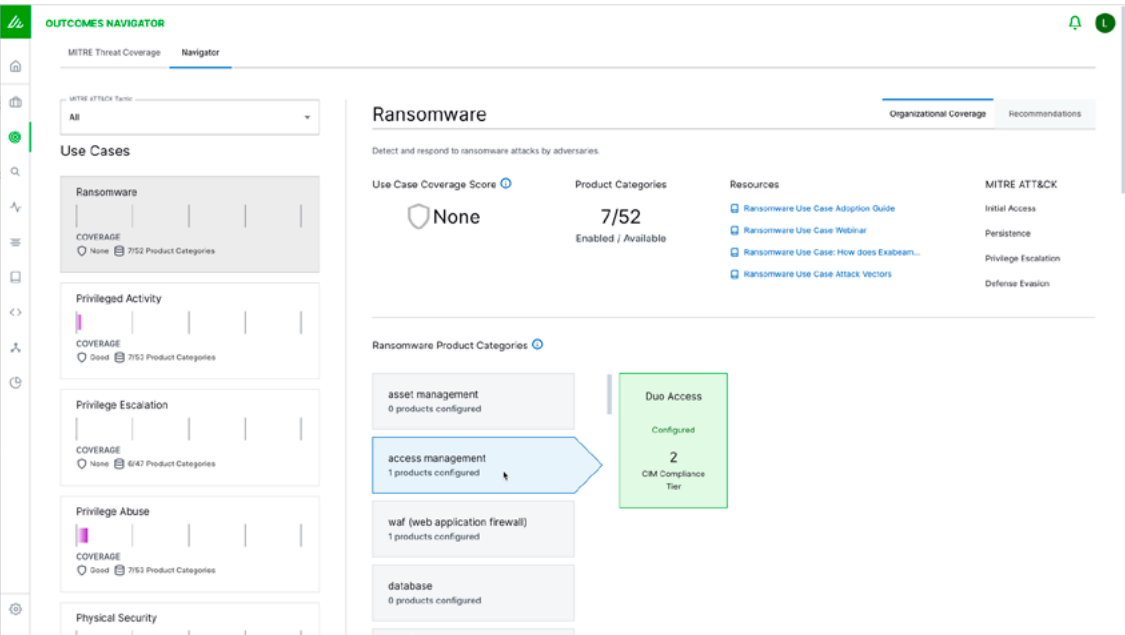 OUTCOMES NAVIGATOR
L
MITRE Threat Coverage
Navigator
MITRE ATT&CK Tactic
All
Use Cases
Ransomware
COVERAGE
None 7/52 Product Categories
Privileged Activity
COVERAGE
Good 7/53 Product Categories
Privilege Escalation
COVERAGE
None 6/47 Product Categories
Privilege Abuse
COVERAGE
Good 7/53 Product Categories
Physical Security
Ransomware
Organizational Coverage
Recommendations
Detect and respond to ransomware attacks by adversaries.
Use Case Coverage Score
None
Product Categories
7/52
Enabled / Available
Resources
Ransomware Use Case Adoption Guide
Ransomware Use Case Webinar
Ransomware Use Case: How does Exabeam...
Ransomware Use Case Attack Vectors
MITRE ATT&CK
Initial Access
Persistence
Privilege Escalation
Defense Evasion
Ransomware Product Categories
asset management
0 products configured
access management
1 products configured
waf (web application firewall)
1 products configured
database
0 products configured
Duo Access
Configured
2
CIM Compliance
Tier